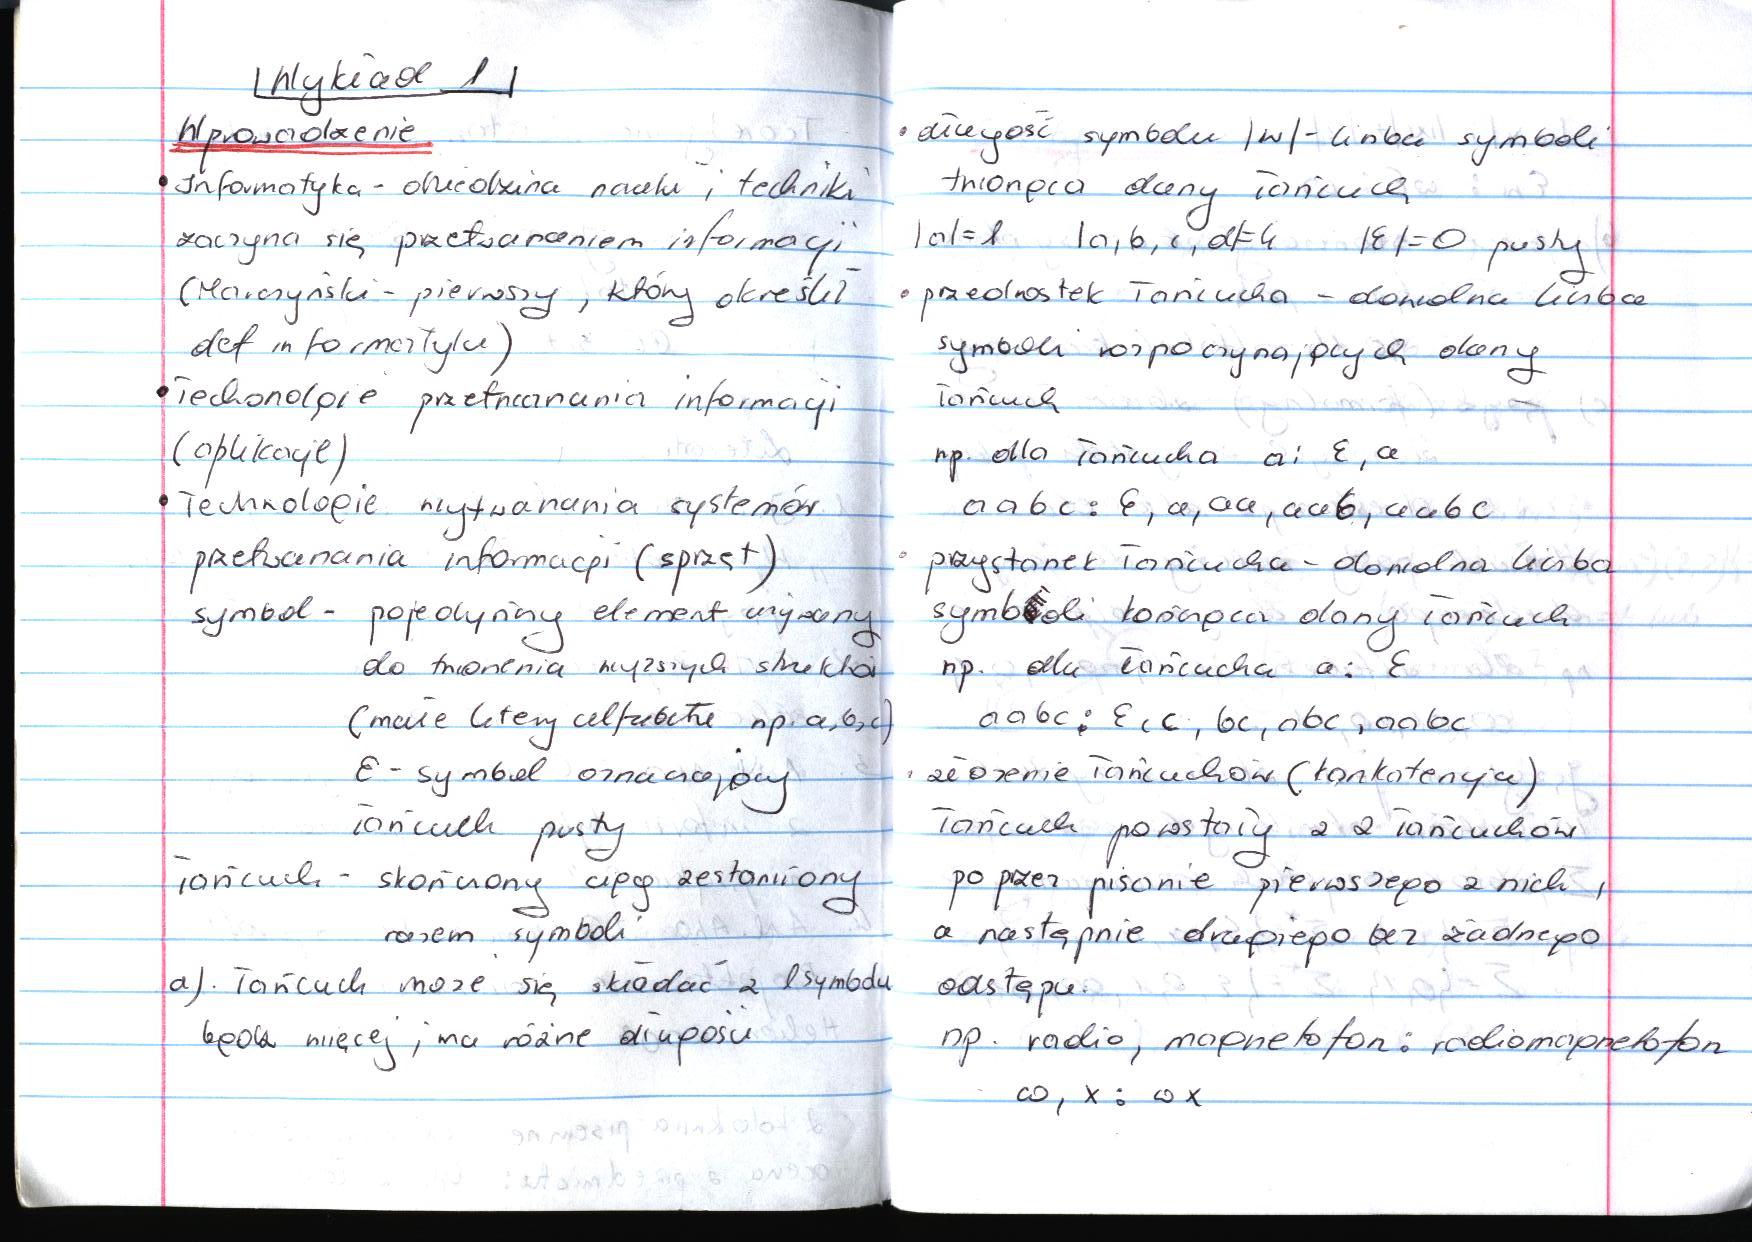 Wykład 1
Wprowadzenie
• Informatyka - dziedzina nauki i techniki
zaczyna się przetwarzaniem informacji
(Marczyński - pierwszy, który określił
def informatyki)
• Techonologie przetwarzania informacji
(aplikacje)
• Technologie wytwarzania systemów
przetwarzania informacji (sprzęt)
symbol - pojedynczy element używany
do tworzenia wyższych struktur
(małe litery alfabetu np. a, b, c)
ε - symbol oznaczający
łańcuch pusty
łańcuch - skończony ciąg zestawiony
razem symboli
a). łańcuch może się składać z 1 symbolu
bądź więcej, ma różne długości
• długość symbolu |w| - liczba symboli
tworząca dany łańcuch
|a|=1 |a, b, c, d|=4 |ε|=0 pusty
• przedrostek łańcucha - dowolna liczba
symboli rozpoczynających dany
łańcuch
np. dla łańcucha a: ε, a
aabc: ε, a, aa, aab, aabc
• przystanek łańcucha - dowolna liczba
symboli kończąca dany łańcuch
np. dla łańcucha a: ε
aabc: ε, c, bc, abc, aabc
• złożenie łańcuchów (konkatenacja)
łańcuch powstały z 2 łańcuchów
poprzez pisanie pierwszego z nich,
a następnie drugiego bez żadnego
odstępu.
np. radio, magnetofon: radiomagnetofon
ω, x: ωx